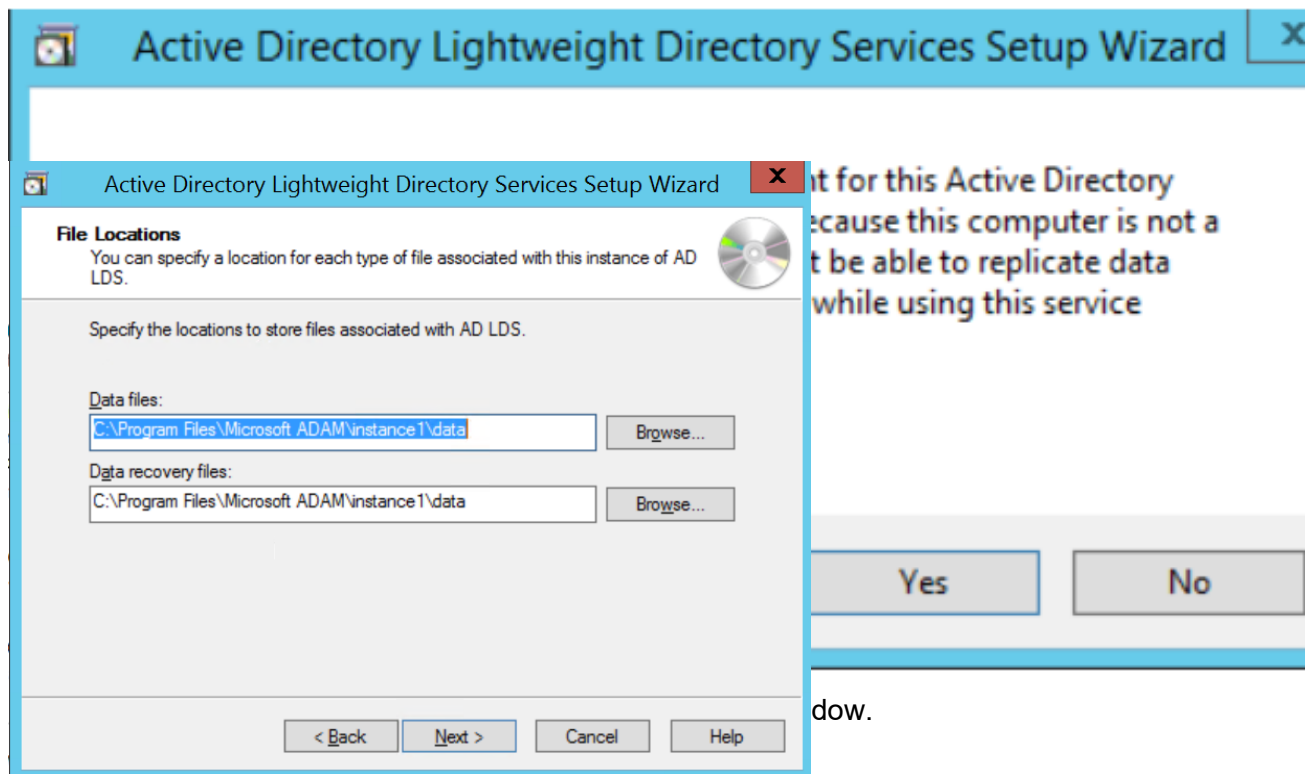 Active Directory Lightweight Directory Services Setup Wizard
x
for this Active Directory
because this computer is not a
be able to replicate data
while using this service
Yes
No
Active Directory Lightweight Directory Services Setup Wizard
x
File Locations
You can specify a location for each type of file associated with this instance of AD
LDS.
Specify the locations to store files associated with AD LDS.
Data files:
C:\Program Files\Microsoft ADAM\instance1\data
Browse...
Data recovery files:
C:\Program Files\Microsoft ADAM\instance1\data
Browse...
< Back
Next >
Cancel
Help
dow.